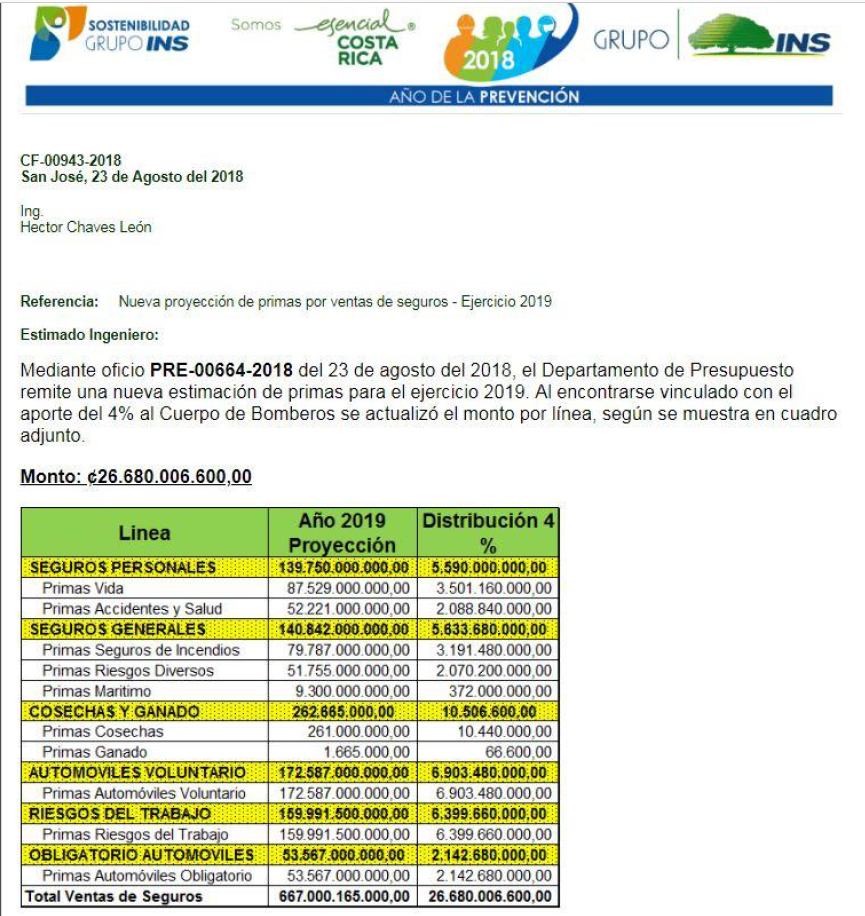 SOSTENIBILIDAD
GRUPO INS
Somos esencial
COSTA
RICA
2018
GRUPO INS
AÑO DE LA PREVENCIÓN
CF-00943-2018
San José, 23 de Agosto del 2018
Ing.
Hector Chaves León
Referencia: Nueva proyección de primas por ventas de seguros - Ejercicio 2019
Estimado Ingeniero:
Mediante oficio PRE-00664-2018 del 23 de agosto del 2018, el Departamento de Presupuesto
remite una nueva estimación de primas para el ejercicio 2019. Al encontrarse vinculado con el
aporte del 4% al Cuerpo de Bomberos se actualizó el monto por línea, según se muestra en cuadro
adjunto.
Monto: ¢26.680.006.600,00
Linea Año 2019 Proyección Distribución 4 %
SEGUROS PERSONALES 139.750.000.000,00 5.590.000.000,00
Primas Vida 87.529.000.000,00 3.501.160.000,00
Primas Accidentes y Salud 52.221.000.000,00 2.088.840.000,00
SEGUROS GENERALES 140.842.000.000,00 5.633.680.000,00
Primas Seguros de Incendios 79.787.000.000,00 3.191.480.000,00
Primas Riesgos Diversos 51.755.000.000,00 2.070.200.000,00
Primas Maritimo 9.300.000.000,00 372.000.000,00
COSECHAS Y GANADO 262.665.000,00 10.506.600,00
Primas Cosechas 261.000.000,00 10.440.000,00
Primas Ganado 1.665.000,00 66.600,00
AUTOMOVILES VOLUNTARIO 172.587.000.000,00 6.903.480.000,00
Primas Automóviles Voluntario 172.587.000.000,00 6.903.480.000,00
RIESGOS DEL TRABAJO 159.991.500.000,00 6.399.660.000,00
Primas Riesgos del Trabajo 159.991.500.000,00 6.399.660.000,00
OBLIGATORIO AUTOMOVILES 53.567.000.000,00 2.142.680.000,00
Primas Automóviles Obligatorio 53.567.000.000,00 2.142.680.000,00
Total Ventas de Seguros 667.000.165.000,00 26.680.006.600,00